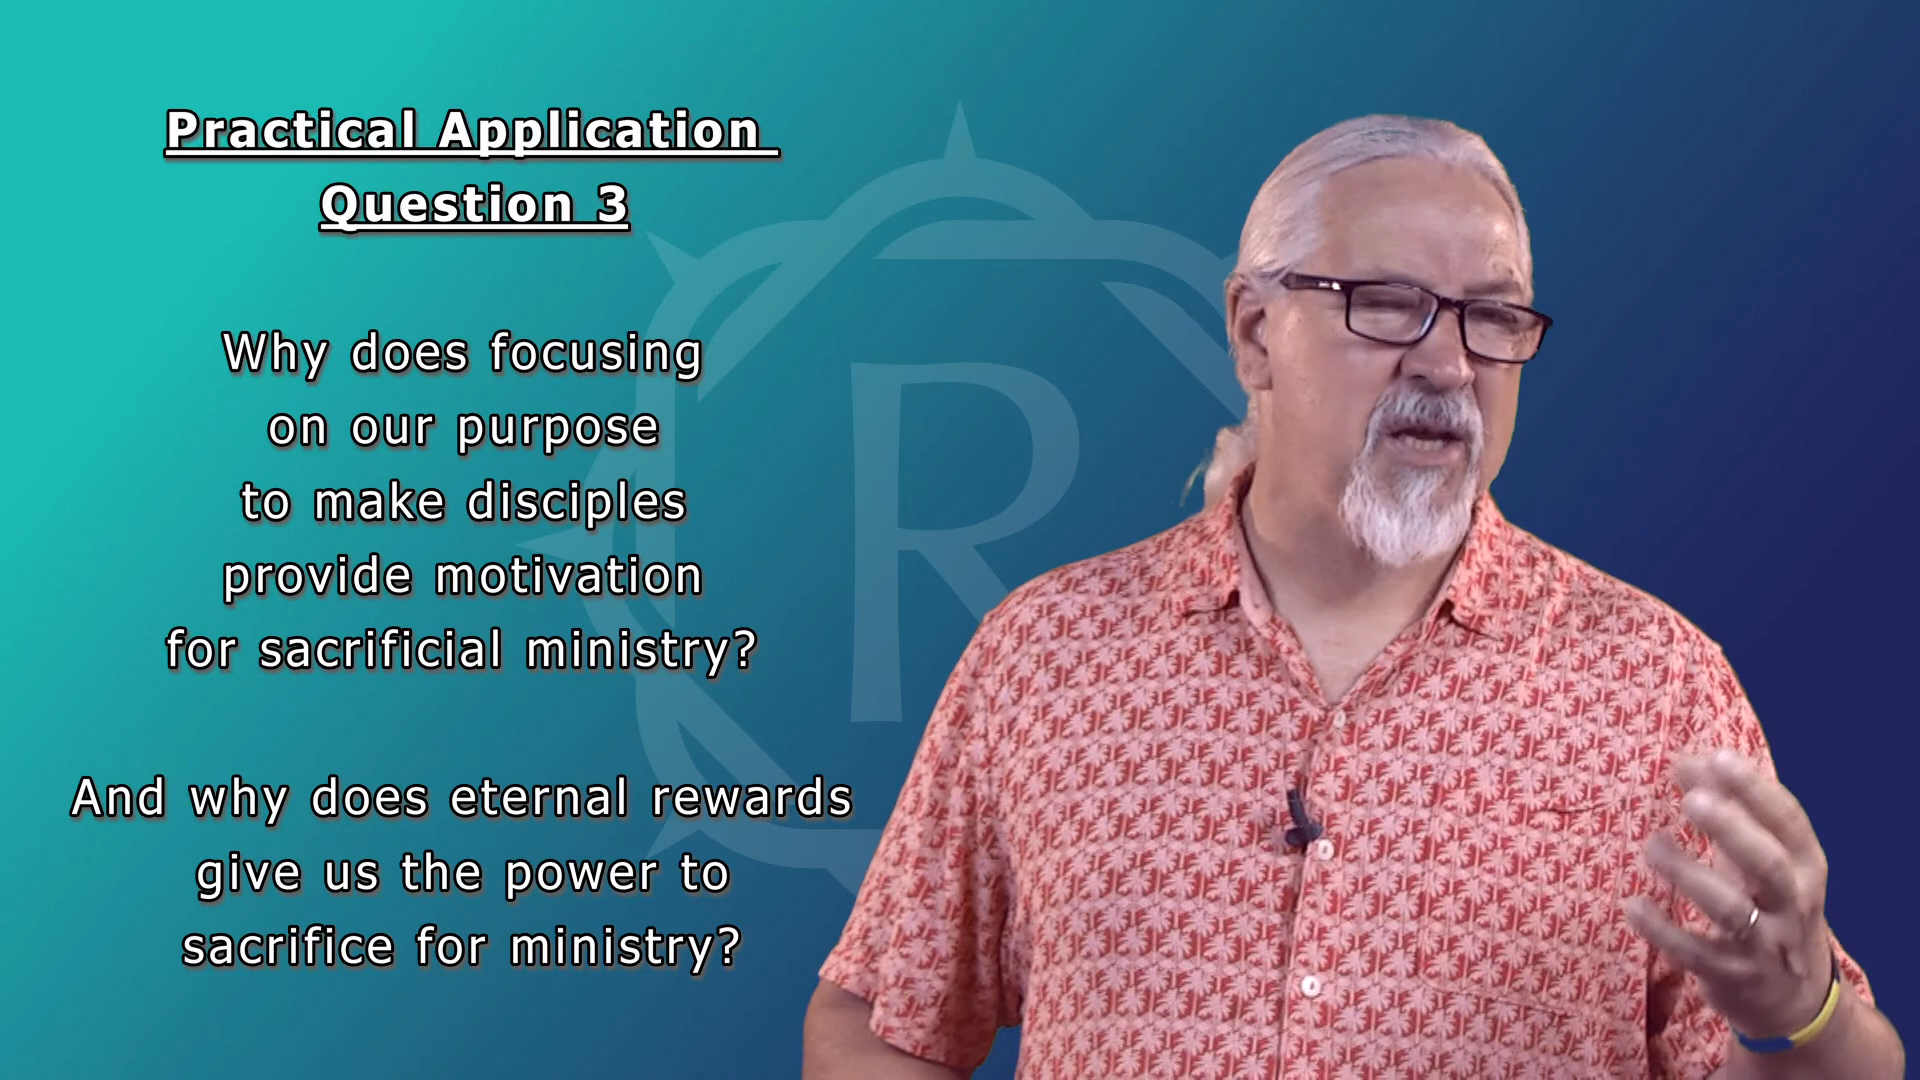 Practical Application
Question 3
Why does focusing
on our purpose
to make disciples
provide motivation
for sacrificial ministry?
And why does eternal rewards
give us the power to
sacrifice for ministry?
R